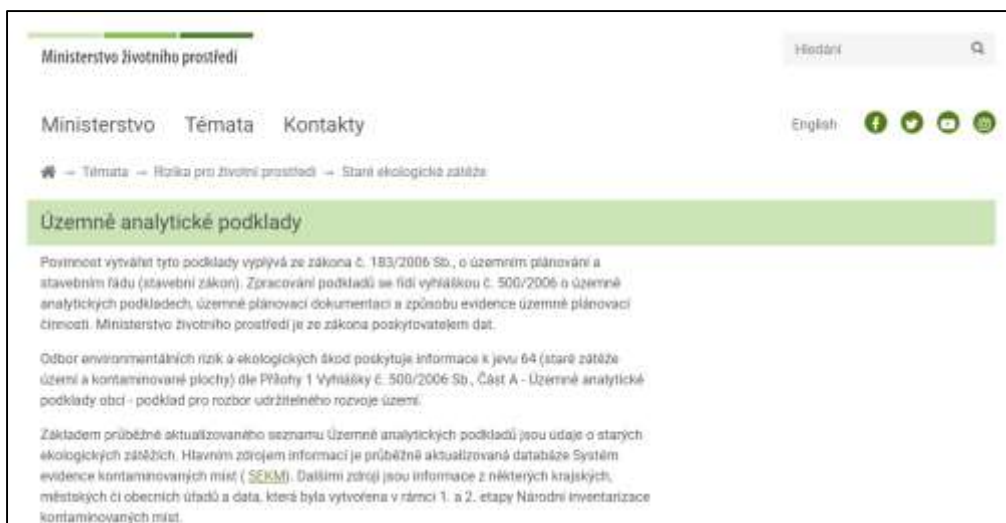 Ministerstvo životního prostředí
Hledání
Ministerstvo Témata Kontakty
English
→ Témata → Rizika pro životní prostředí → Staré ekologické zátěže
Územně analytické podklady
Povinnost vytvářet tyto podklady vyplývá ze zákona č. 183/2006 Sb., o územním plánování a
stavebním řádu (stavební zákon). Zpracování podkladů se řídí vyhláškou č. 500/2006 o územně
analytických podkladech, územně plánovací dokumentaci a způsobu evidence územně plánovací
činnosti. Ministerstvo životního prostředí je ze zákona poskytovatelem dat.
Odbor environmentálních rizik a ekologických škod poskytuje informace k jevu 64 (staré zátěže
území a kontaminované plochy) dle Přílohy 1 Vyhlášky č. 500/2006 Sb., Část A - Územně analytické
podklady obcí - podklad pro rozbor udržitelného rozvoje území.
Základem průběžně aktualizovaného seznamu Územně analytických podkladů jsou údaje o starých
ekologických zátěžích. Hlavním zdrojem informací je průběžně aktualizovaná databáze Systém
evidence kontaminovaných míst ( SEKM). Dalšími zdroji jsou informace z některých krajských,
městských či obecních úřadů a data, která byla vytvořena v rámci 1. a 2. etapy Národní inventarizace
kontaminovaných míst.